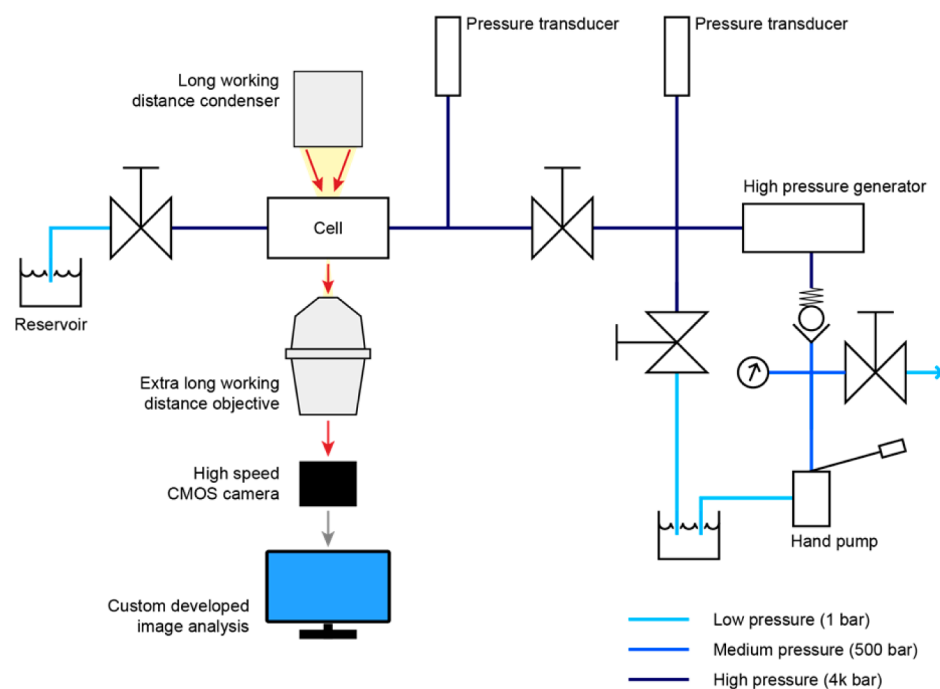 Pressure transducer
Pressure transducer
Long working
distance condenser
High pressure generator
Cell
Reservoir
Extra long working
distance objective
High speed
CMOS camera
Hand pump
Custom developed
image analysis
Low pressure (1 bar)
Medium pressure (500 bar)
High pressure (4k bar)